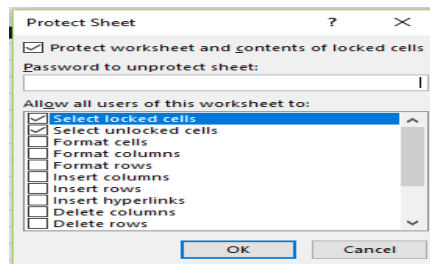 Protect Sheet
Protect worksheet and contents of locked cells
Password to unprotect sheet:
Allow all users of this worksheet to:
Select locked cells
Select unlocked cells
Format cells
Format columns
Format rows
Insert columns
Insert rows
Insert hyperlinks
Delete columns
Delete rows
OK Cancel